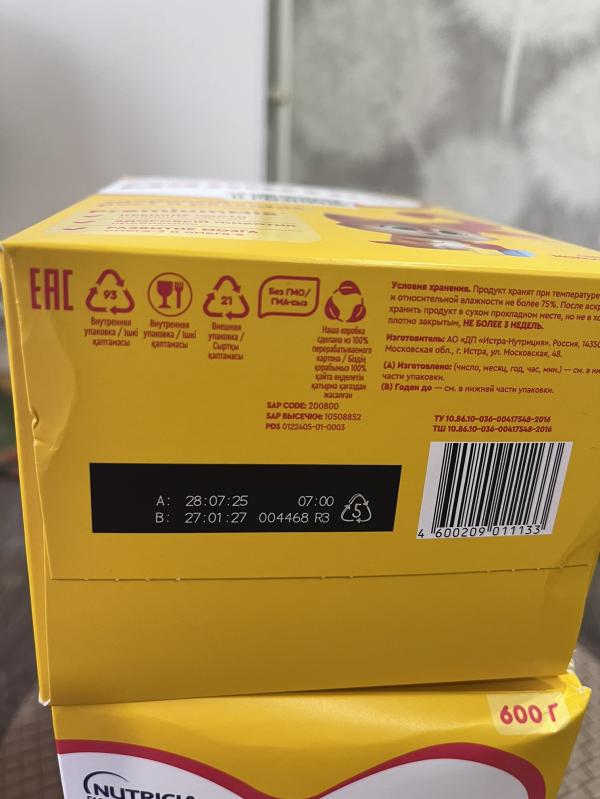 РАЗВИТИЕ МОЗГА
EAC
93
Внутренняя
упаковка / Ішкі
қаптамасы
Внутренняя
упаковка / Ішкі
қаптамасы
21
Внешняя
упаковка /
Сыртқы
қаптамасы
Без ГМО/
ГМА-сыз
Наша коробка
сделана из 100%
перерабатываемого
картона / Біздің
қорабымыз 100%
қайта өңделетін
қатырма қағаздан
жасалған
SAP CODE: 200800
SAP ВЫСЕЧКИ: 10508852
PDS 0122405-01-0003
Условия хранения. Продукт хранят при температуре
и относительной влажности не более 75%. После вск
хранить продукт в сухом прохладном месте, но не в хо
плотно закрытым, НЕ БОЛЕЕ 3 НЕДЕЛЬ.
Изготовитель: АО «ДП «Истра-Нутриция». Россия, 14350
Московская обл., г. Истра, ул. Московская, 48.
(A) Изготовлено: (число, месяц, год, час, мин.) — см. в ни
части упаковки.
(B) Годен до — см. в нижней части упаковки.
ТУ 10.86.10-036-00417548-2016
ТШ 10.86.10-036-00417548-2016
A: 28:07:25 07:00
B: 27:01:27 004468 R3
5
4 600209 011133
600 Г
NUTRICIA